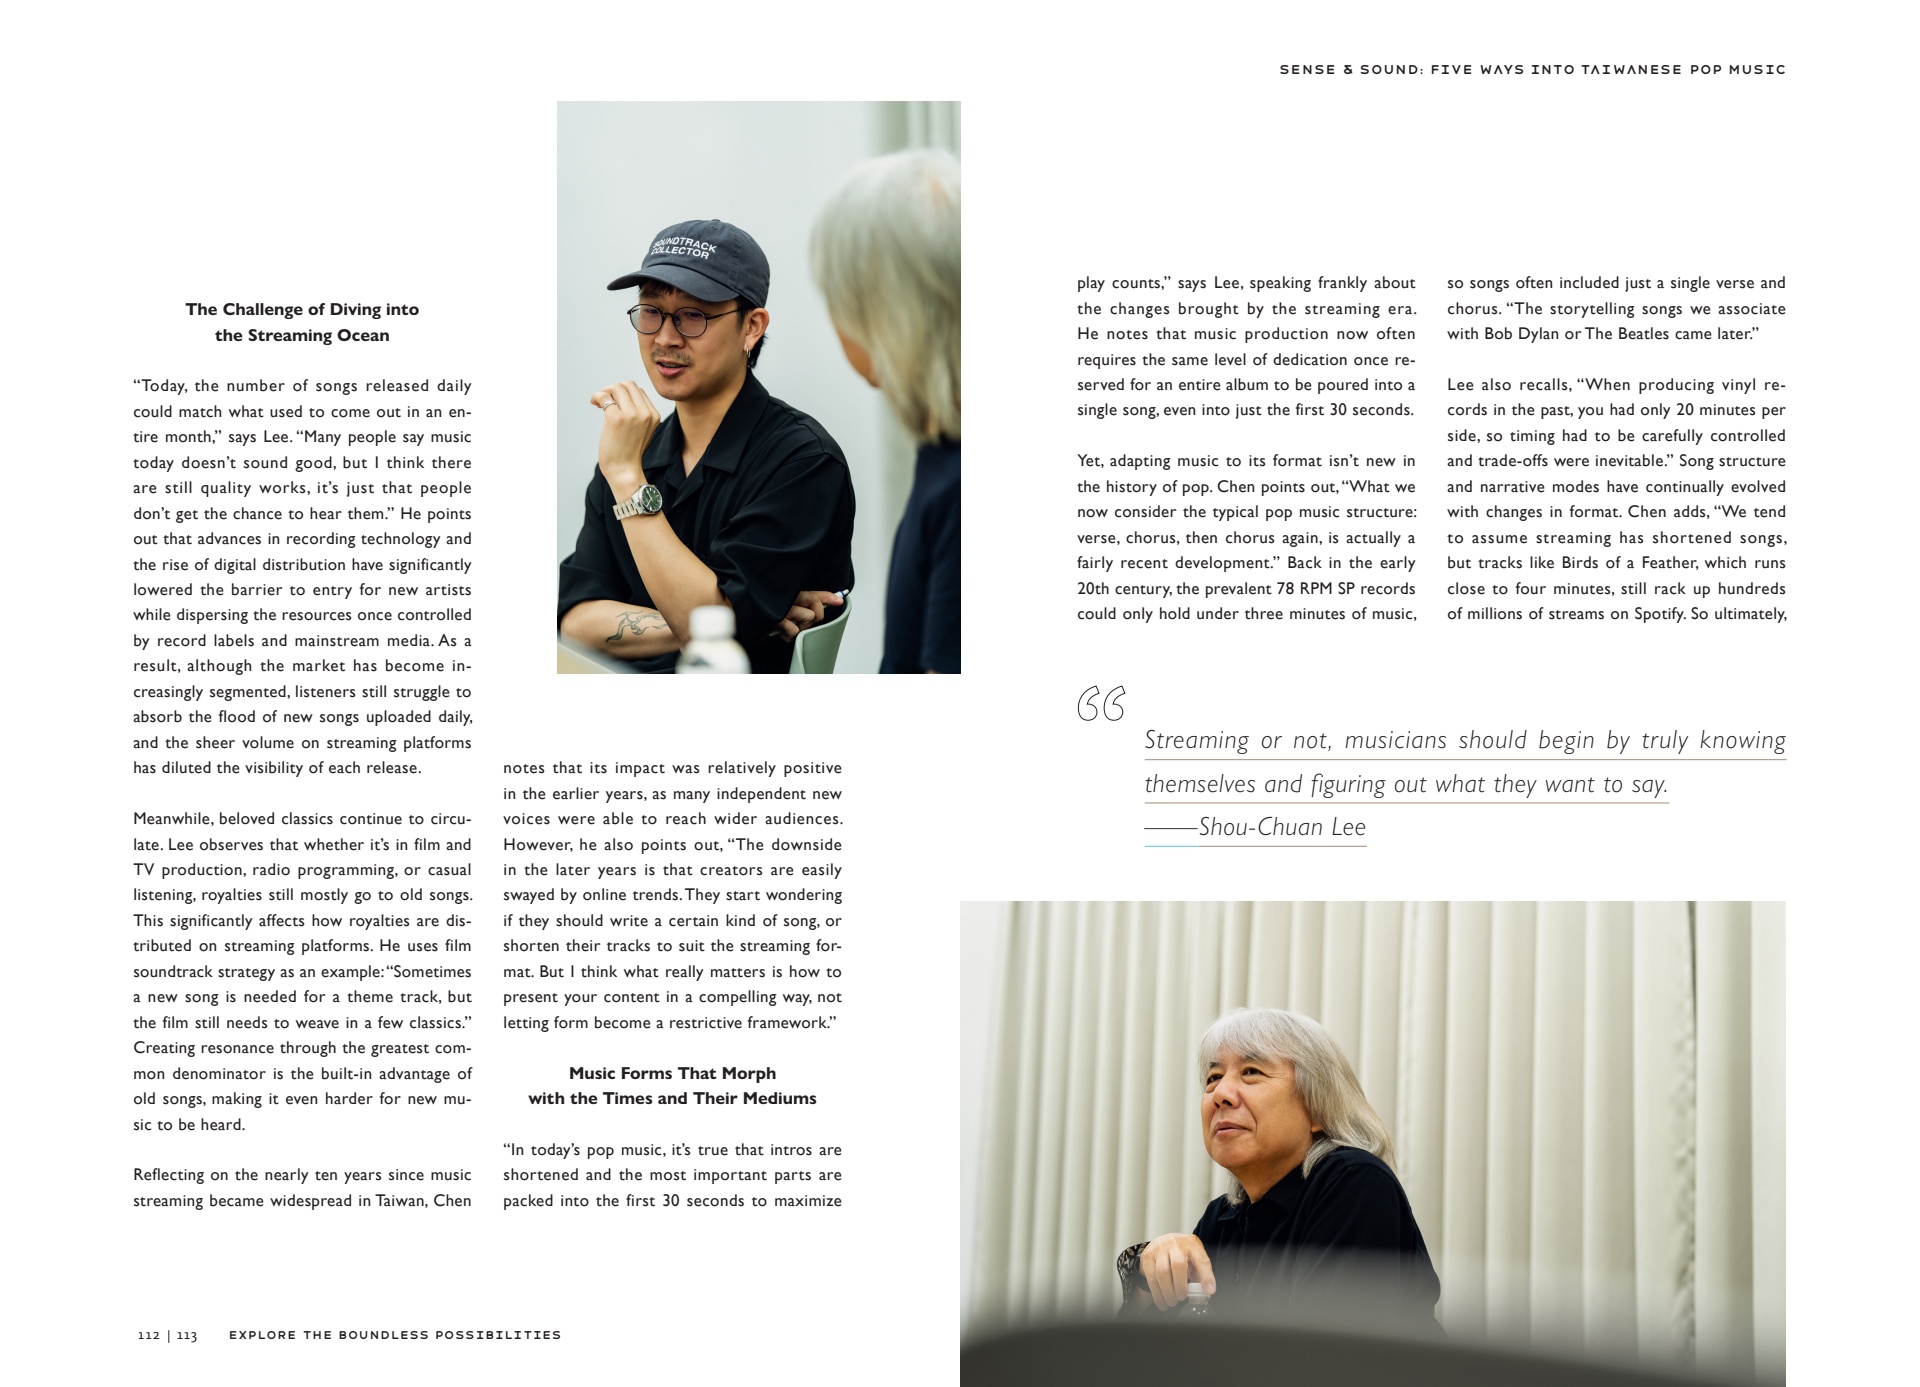 SENSE & SOUND: FIVE WAYS INTO TAIWANESE POP MUSIC
The Challenge of Diving into
the Streaming Ocean
“Today, the number of songs released daily
could match what used to come out in an en-
tire month,” says Lee. “Many people say music
today doesn’t sound good, but I think there
are still quality works, it’s just that people
don’t get the chance to hear them.” He points
out that advances in recording technology and
the rise of digital distribution have significantly
lowered the barrier to entry for new artists
while dispersing the resources once controlled
by record labels and mainstream media. As a
result, although the market has become in-
creasingly segmented, listeners still struggle to
absorb the flood of new songs uploaded daily,
and the sheer volume on streaming platforms
has diluted the visibility of each release.
Meanwhile, beloved classics continue to circu-
late. Lee observes that whether it’s in film and
TV production, radio programming, or casual
listening, royalties still mostly go to old songs.
This significantly affects how royalties are dis-
tributed on streaming platforms. He uses film
soundtrack strategy as an example: “Sometimes
a new song is needed for a theme track, but
the film still needs to weave in a few classics.”
Creating resonance through the greatest com-
mon denominator is the built-in advantage of
old songs, making it even harder for new mu-
sic to be heard.
Reflecting on the nearly ten years since music
streaming became widespread in Taiwan, Chen
SOUNDTRACK
COLLECTOR
notes that its impact was relatively positive
in the earlier years, as many independent new
voices were able to reach wider audiences.
However, he also points out, “The downside
in the later years is that creators are easily
swayed by online trends. They start wondering
if they should write a certain kind of song, or
shorten their tracks to suit the streaming for-
mat. But I think what really matters is how to
present your content in a compelling way, not
letting form become a restrictive framework.”
Music Forms That Morph
with the Times and Their Mediums
“In today’s pop music, it’s true that intros are
shortened and the most important parts are
packed into the first 30 seconds to maximize
play counts,” says Lee, speaking frankly about
the changes brought by the streaming era.
He notes that music production now often
requires the same level of dedication once re-
served for an entire album to be poured into a
single song, even into just the first 30 seconds.
Yet, adapting music to its format isn’t new in
the history of pop. Chen points out, “What we
now consider the typical pop music structure:
verse, chorus, then chorus again, is actually a
fairly recent development.” Back in the early
20th century, the prevalent 78 RPM SP records
could only hold under three minutes of music,
so songs often included just a single verse and
chorus. “The storytelling songs we associate
with Bob Dylan or The Beatles came later.”
Lee also recalls, “When producing vinyl re-
cords in the past, you had only 20 minutes per
side, so timing had to be carefully controlled
and trade-offs were inevitable.” Song structure
and narrative modes have continually evolved
with changes in format. Chen adds, “We tend
to assume streaming has shortened songs,
but tracks like Birds of a Feather, which runs
close to four minutes, still rack up hundreds
of millions of streams on Spotify. So ultimately,
“
Streaming or not, musicians should begin by truly knowing
themselves and figuring out what they want to say.
——Shou-Chuan Lee
112 | 113 EXPLORE THE BOUNDLESS POSSIBILITIES